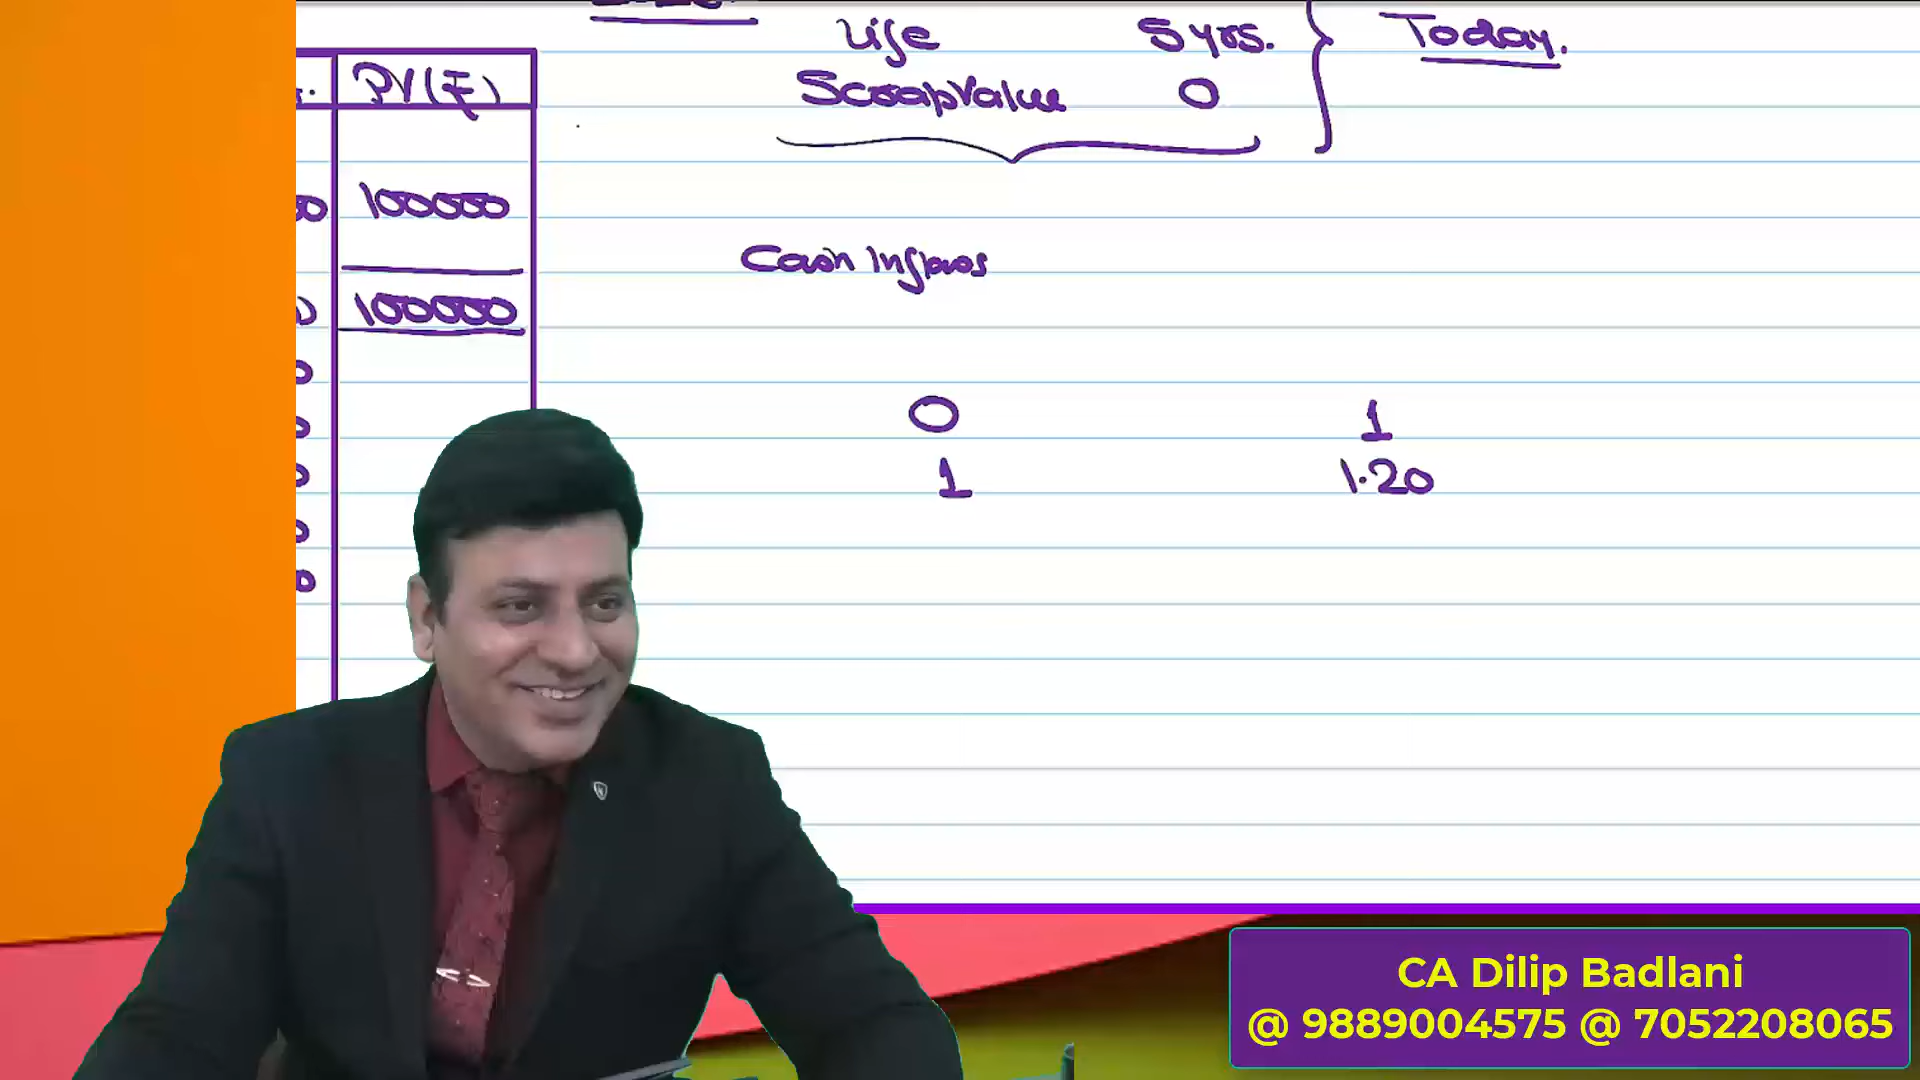 Life 5 yrs. Today.
PV(₹) Scrap Value 0
100000
Cash Inflows
100000
0 1
1 1.20
CA Dilip Badlani
@ 9889004575 @ 7052208065